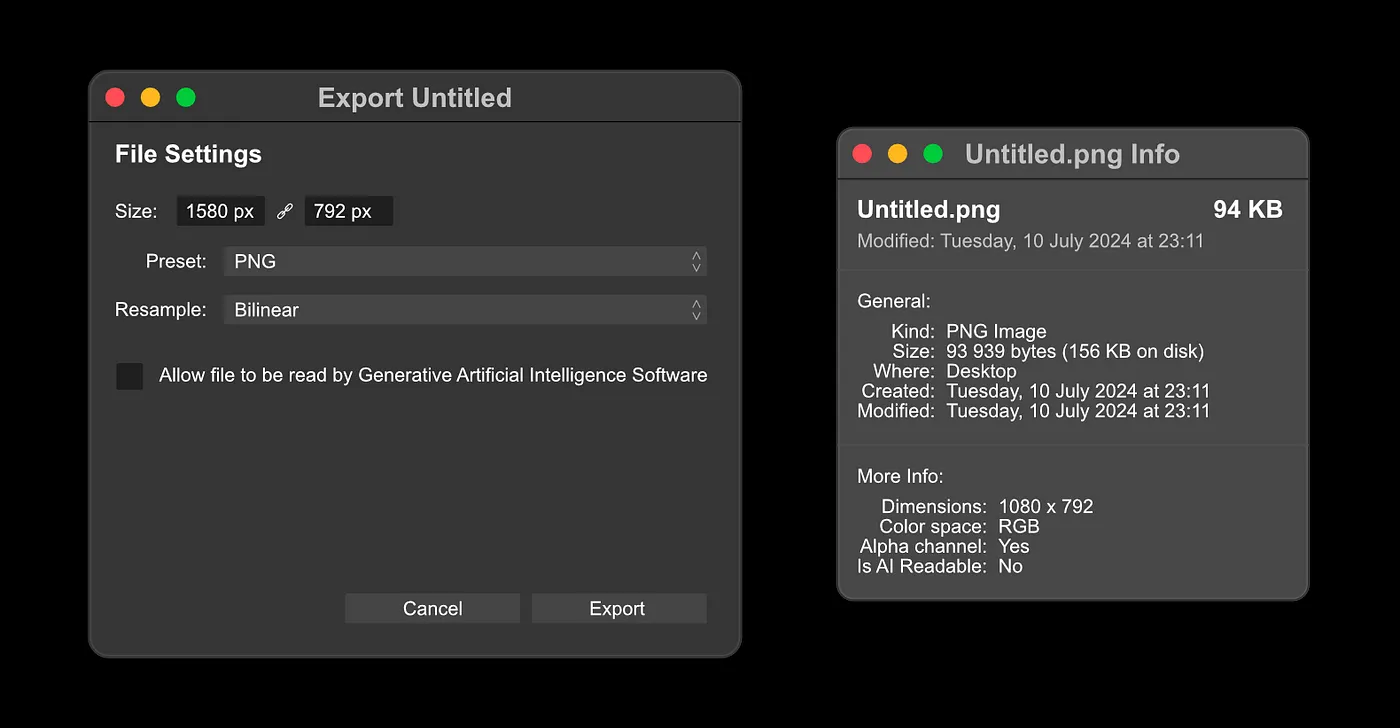 Export Untitled
File Settings
Size: 1580 px 792 px
Preset: PNG
Resample: Bilinear
Allow file to be read by Generative Artificial Intelligence Software
Cancel Export
Untitled.png Info
Untitled.png 94 KB
Modified: Tuesday, 10 July 2024 at 23:11
General:
Kind: PNG Image
Size: 93 939 bytes (156 KB on disk)
Where: Desktop
Created: Tuesday, 10 July 2024 at 23:11
Modified: Tuesday, 10 July 2024 at 23:11
More Info:
Dimensions: 1080 x 792
Color space: RGB
Alpha channel: Yes
Is AI Readable: No